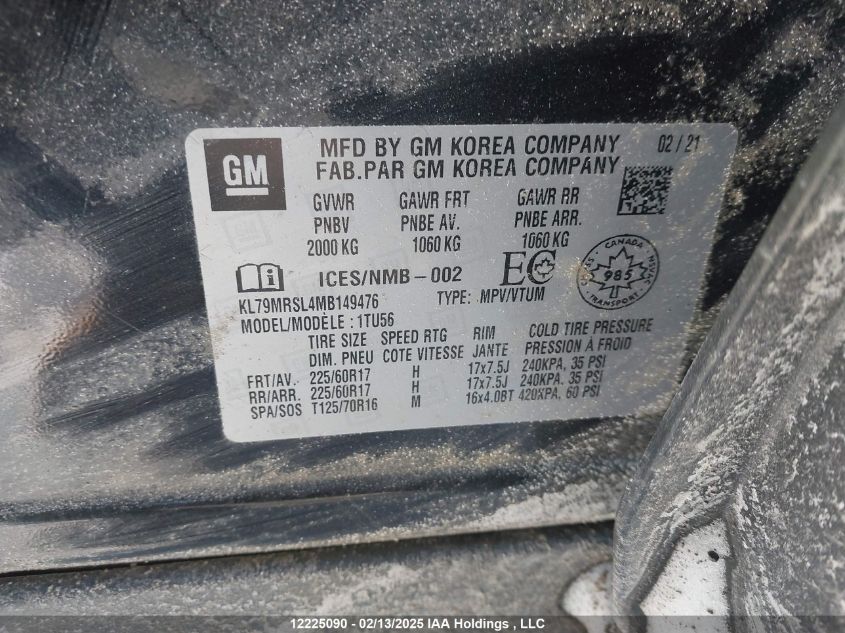 GM
MFD BY GM KOREA COMPANY 02/21
FAB.PAR GM KOREA COMPANY
GVWR GAWR FRT GAWR RR
PNBV PNBE AV. PNBE ARR.
2000 KG 1060 KG 1060 KG
i ICES/NMB-002 EC
CANADA
985
TRANSPORT
KL79MRSL4MB149476 TYPE: MPV/VTUM
MODEL/MODÈLE: 1TU56
TIRE SIZE SPEED RTG RIM COLD TIRE PRESSURE
DIM. PNEU COTE VITESSE JANTE PRESSION À FROID
FRT/AV. 225/60R17 H 17x7.5J 240KPA, 35 PSI
RR/ARR. 225/60R17 H 17x7.5J 240KPA, 35 PSI
SPA/SOS T125/70R16 M 16x4.0BT 420KPA, 60 PSI
12225090 - 02/13/2025 IAA Holdings, LLC